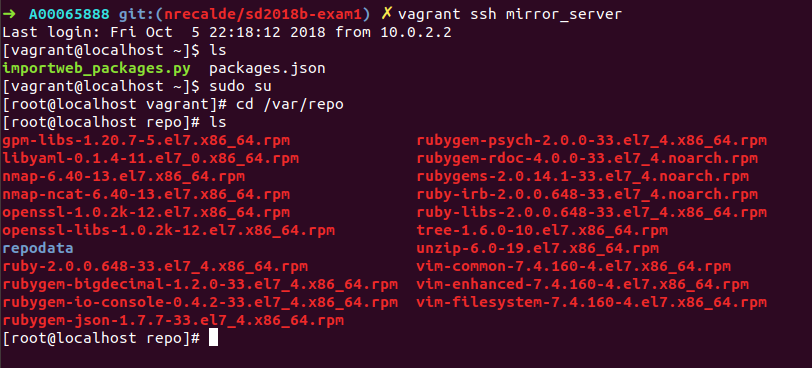 ➜ A00065888 git:(nrecalde/sd2018b-exam1) ✗ vagrant ssh mirror_server
Last login: Fri Oct  5 22:18:12 2018 from 10.0.2.2
[vagrant@localhost ~]$ ls
importweb_packages.py  packages.json
[vagrant@localhost ~]$ sudo su
[root@localhost vagrant]# cd /var/repo
[root@localhost repo]# ls
gpm-libs-1.20.7-5.el7.x86_64.rpm  rubygem-psych-2.0.0-33.el7_4.x86_64.rpm
libyaml-0.1.4-11.el7_0.x86_64.rpm  rubygem-rdoc-4.0.0-33.el7_4.noarch.rpm
nmap-6.40-13.el7.x86_64.rpm  rubygems-2.0.14.1-33.el7_4.noarch.rpm
nmap-ncat-6.40-13.el7.x86_64.rpm  ruby-irb-2.0.0.648-33.el7_4.noarch.rpm
openssl-1.0.2k-12.el7.x86_64.rpm  ruby-libs-2.0.0.648-33.el7_4.x86_64.rpm
openssl-libs-1.0.2k-12.el7.x86_64.rpm  tree-1.6.0-10.el7.x86_64.rpm
repodata  unzip-6.0-19.el7.x86_64.rpm
ruby-2.0.0.648-33.el7_4.x86_64.rpm  vim-common-7.4.160-4.el7.x86_64.rpm
rubygem-bigdecimal-1.2.0-33.el7_4.x86_64.rpm  vim-enhanced-7.4.160-4.el7.x86_64.rpm
rubygem-io-console-0.4.2-33.el7_4.x86_64.rpm  vim-filesystem-7.4.160-4.el7.x86_64.rpm
rubygem-json-1.7.7-33.el7_4.x86_64.rpm
[root@localhost repo]#